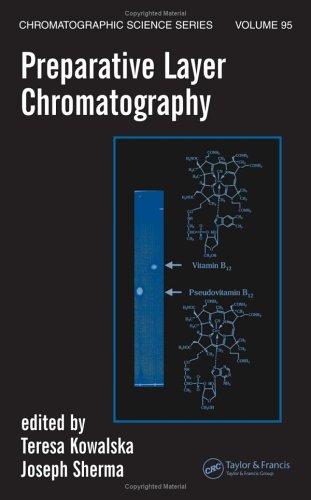 CHROMATOGRAPHIC SCIENCE SERIES VOLUME 95
Preparative Layer
Chromatography
Vitamin B12
Pseudovitamin B12
edited by
Teresa Kowalska
Joseph Sherma
CRC
Taylor & Francis
Taylor & Francis Group